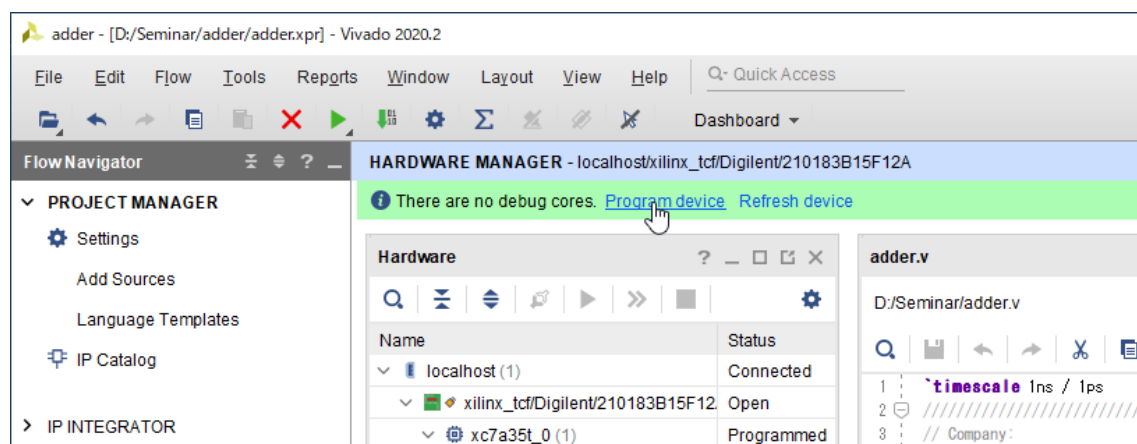 adder - [D:/Seminar/adder/adder.xpr] - Vivado 2020.2
File Edit Flow Tools Reports Window Layout View Help Quick Access
Dashboard
Flow Navigator ? HARDWARE MANAGER - localhost/xilinx_tcf/Digilent/210183B15F12A
PROJECT MANAGER
There are no debug cores. Program device Refresh device
Settings
Add Sources
Language Templates
IP Catalog
IP INTEGRATOR
Hardware ?
Name Status
localhost (1) Connected
xilinx_tcf/Digilent/210183B15F12. Open
xc7a35t_0 (1) Programmed
adder.v
D:/Seminar/adder.v
1 `timescale 1ns / 1ps
2 //////////////////////////
3 // Company: